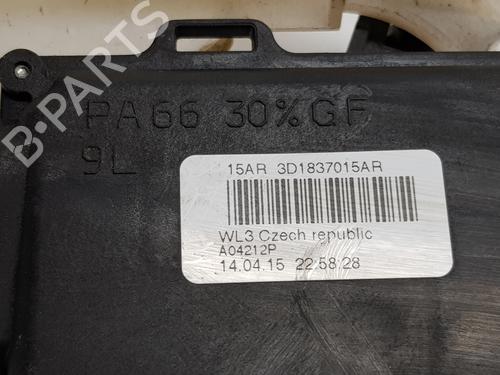 PA66 30%GF
9L
15AR 3D1837015AR
WL3 Czech republic
A04212P
14.04.15 22:58:28
B-PARTS